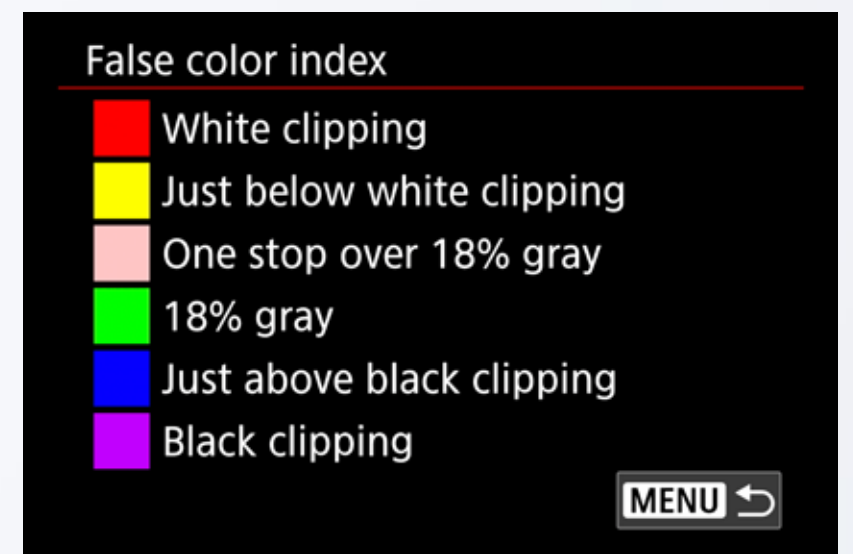 False color index
White clipping
Just below white clipping
One stop over 18% gray
18% gray
Just above black clipping
Black clipping
MENU